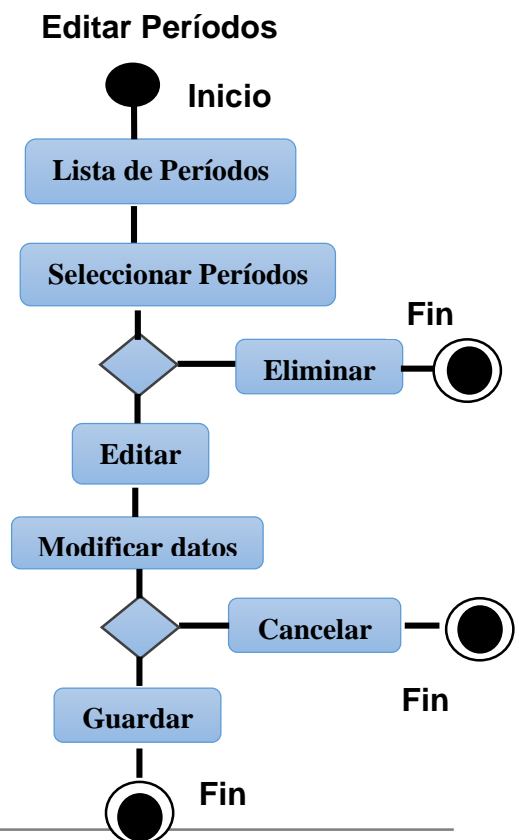 Editar Períodos
Inicio
Lista de Períodos
Seleccionar Períodos
Fin
Eliminar
Editar
Modificar datos
Cancelar
Fin
Guardar
Fin